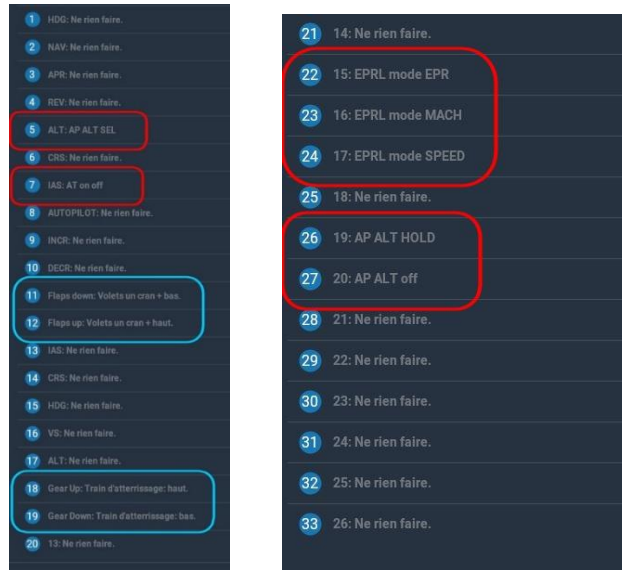 1 HDG: Ne rien faire.
2 NAV: Ne rien faire.
3 APR: Ne rien faire.
4 REV: Ne rien faire.
5 ALT: AP ALT SEL
6 CRS: Ne rien faire.
7 IAS: AT on off
8 AUTOPILOT: Ne rien faire.
9 INCR: Ne rien faire.
10 DECR: Ne rien faire.
11 Flaps down: Volets un cran + bas.
12 Flaps up: Volets un cran + haut.
13 IAS: Ne rien faire.
14 CRS: Ne rien faire.
15 HDG: Ne rien faire.
16 VS: Ne rien faire.
17 ALT: Ne rien faire.
18 Gear Up: Train d'atterrissage: haut.
19 Gear Down: Train d'atterrissage: bas.
20 13: Ne rien faire.
21 14: Ne rien faire.
22 15: EPRL mode EPR
23 16: EPRL mode MACH
24 17: EPRL mode SPEED
25 18: Ne rien faire.
26 19: AP ALT HOLD
27 20: AP ALT off
28 21: Ne rien faire.
29 22: Ne rien faire.
30 23: Ne rien faire.
31 24: Ne rien faire.
32 25: Ne rien faire.
33 26: Ne rien faire.